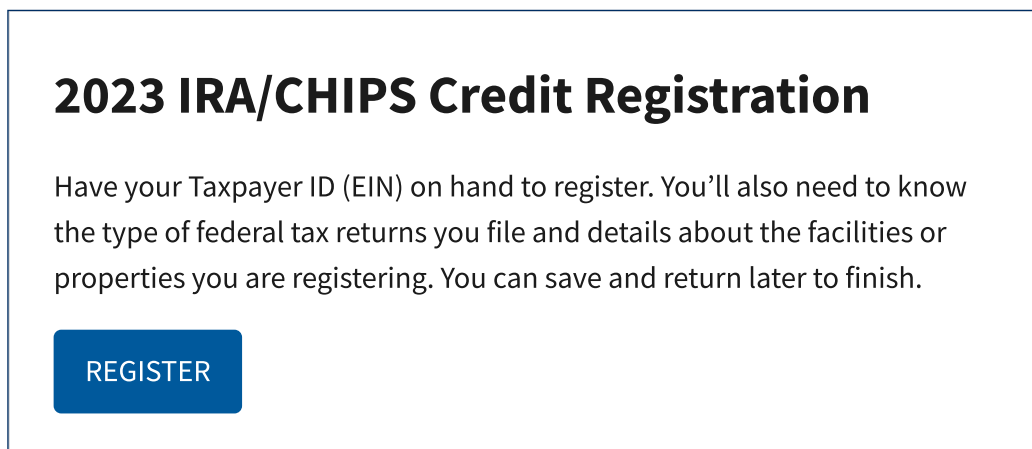 2023 IRA/CHIPS Credit Registration
Have your Taxpayer ID (EIN) on hand to register. You’ll also need to know
the type of federal tax returns you file and details about the facilities or
properties you are registering. You can save and return later to finish.
REGISTER